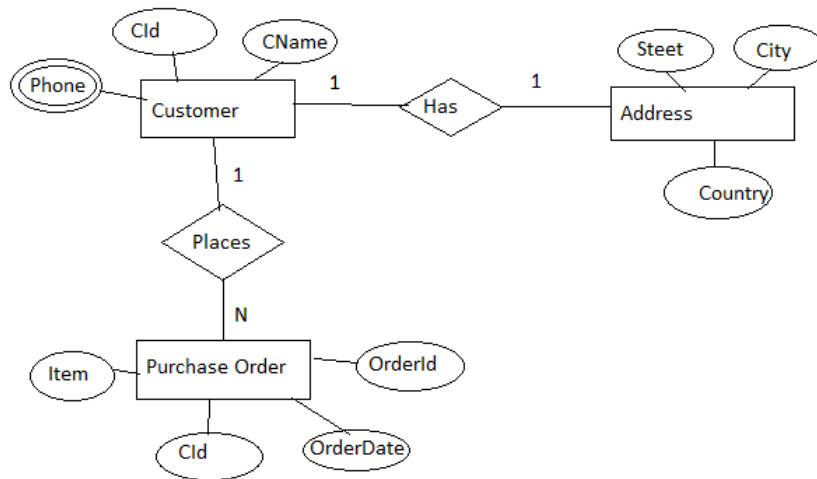 CId
CName
Steet
City
Phone
Customer
1
Has
1
Address
Country
1
Places
N
Item
Purchase Order
OrderId
CId
OrderDate